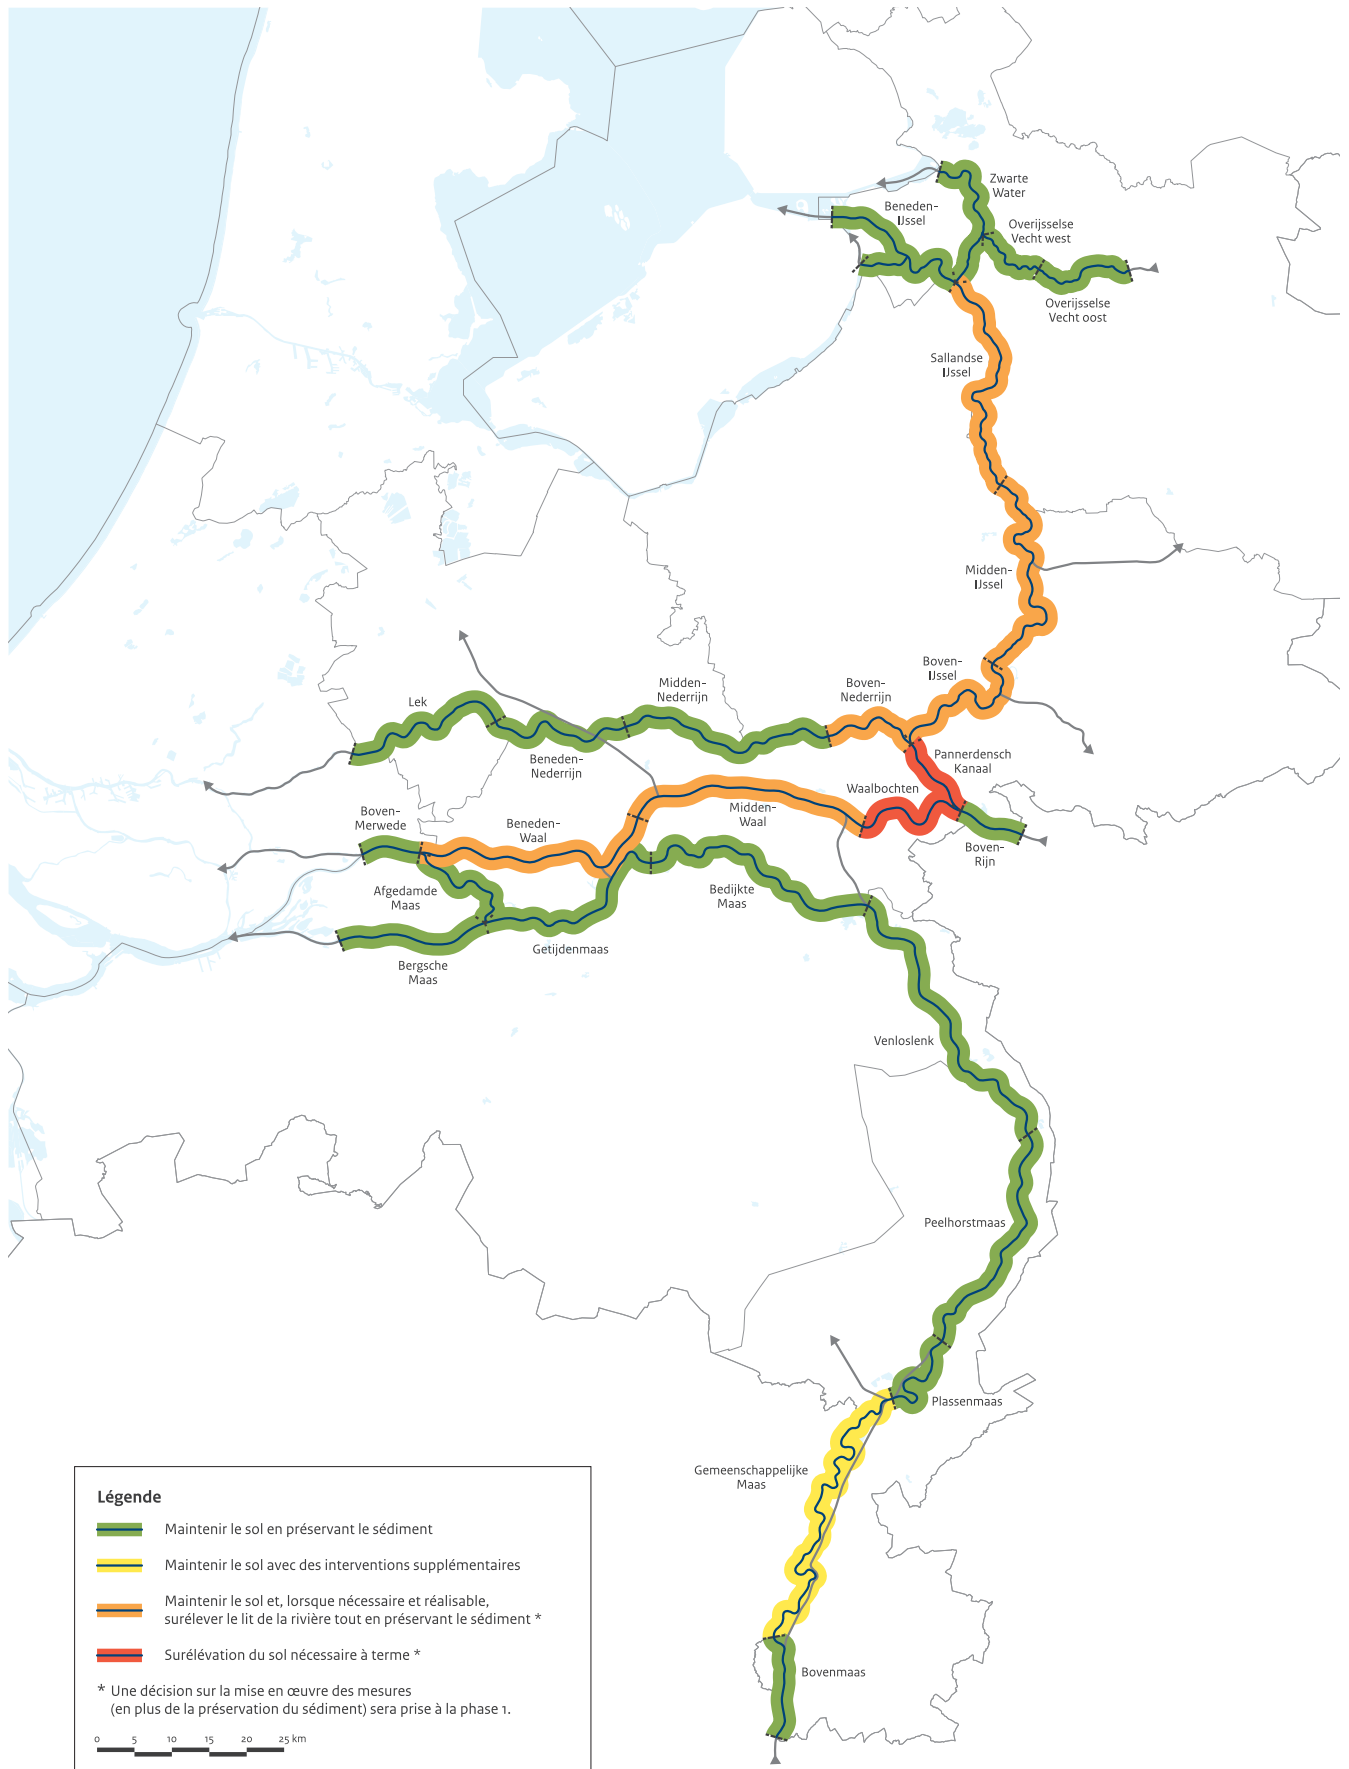 Zwarte
Water
Beneden-
IJssel
Overijsselse
Vecht west
Overijsselse
Vecht oost
Sallandse
IJssel
Midden-
IJssel
Boven-
IJssel
Midden-
Nederrijn
Boven-
Nederrijn
Lek
Beneden-
Nederrijn
Pannerdensch
Kanaal
Waalbochten
Boven-
Merwede
Beneden-
Waal
Midden-
Waal
Boven-
Rijn
Afgedamde
Maas
Bedijkte
Maas
Getijdenmaas
Bergsche
Maas
Venloslenk
Peelhorstmaas
Plassenmaas
Gemeenschappelijke
Maas
Bovenmaas
Légende
Maintenir le sol en préservant le sédiment
Maintenir le sol avec des interventions supplémentaires
Maintenir le sol et, lorsque nécessaire et réalisable,
surélever le lit de la rivière tout en préservant le sédiment *
Surélévation du sol nécessaire à terme *
* Une décision sur la mise en œuvre des mesures
(en plus de la préservation du sédiment) sera prise à la phase 1.
0 5 10 15 20 25 km